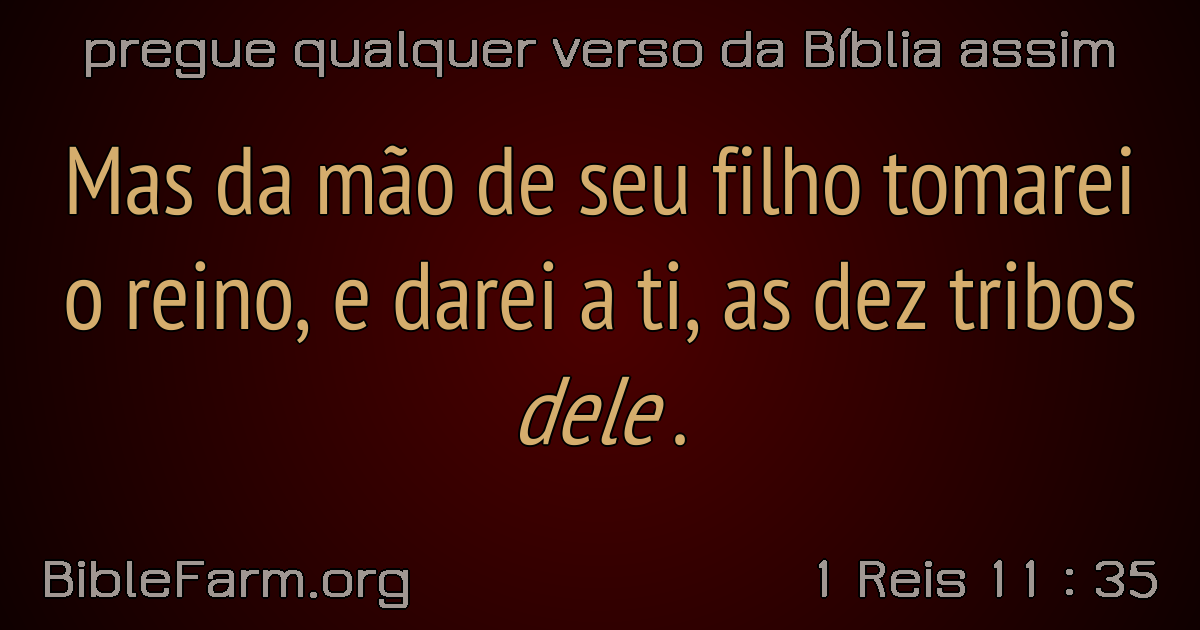 pregue qualquer verso da Bíblia assim
Mas da mão de seu filho tomarei
o reino, e darei a ti, as dez tribos
dele .
BibleFarm.org
1 Reis 11 : 35